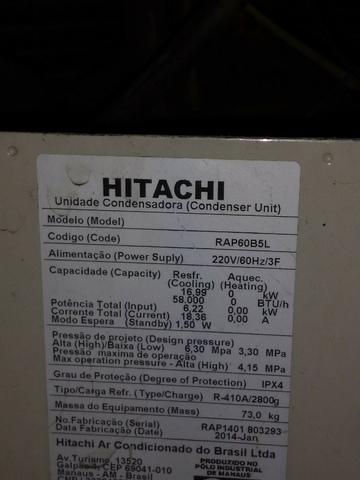 HITACHI
Unidade Condensadora (Condenser Unit)
Modelo (Model)
Codigo (Code) RAP60B5L
Alimentação (Power Suply) 220V/60Hz/3F
Capacidade (Capacity) Resfr. Aquec.
(Cooling) (Heating)
16,99 0 kW
58.000 0 BTU/h
Potência Total (Input) 6,22 0,00 kW
Corrente Total (Current) 18,36 0,00 A
Modo Espera (Standby) 1,50 W
Pressão de projeto (Design pressure)
Alta (High)/Baixa (Low) 6,30 Mpa 3,30 MPa
Pressão maxima de operação
Max operation pressure - Alta (High) 4,15 MPa
Grau de Proteção (Degree of Protection) IPX4
Tipo/Carga Refr. (Type/Charge) R-410A/2800g
Massa do Equipamento (Mass) 73,0 kg
No.Fabricação (Serial) RAP1401 803293
Data Fabricação (Date) 2014-Jan
Hitachi Ar Condicionado do Brasil Ltda
Av.Turismo, 13520
Galpão 4, CEP 69041-010
Manaus - AM - Brasil
PRODUZIDO NO
PÓLO INDUSTRIAL
DE MANAUS